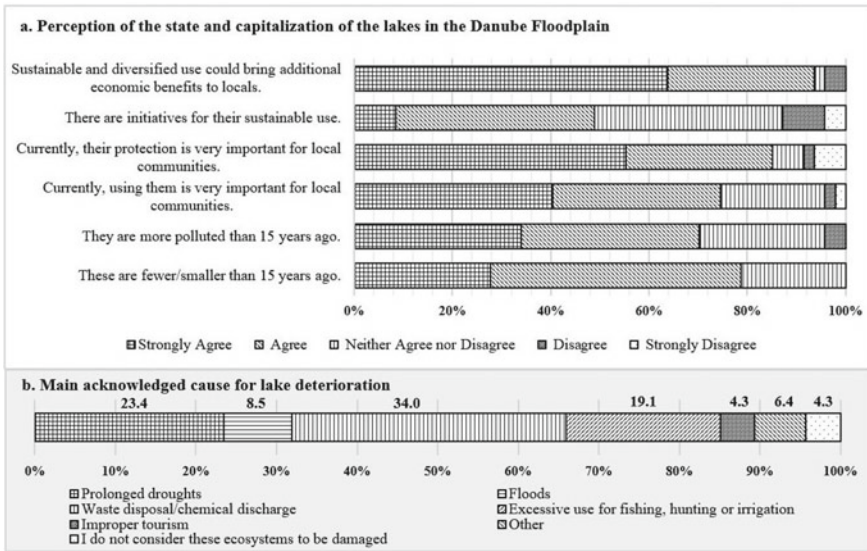 a. Perception of the state and capitalization of the lakes in the Danube Floodplain
Sustainable and diversified use could bring additional
economic benefits to locals.
There are initiatives for their sustainable use.
Currently, their protection is very important for local
communities.
Currently, using them is very important for local
communities.
They are more polluted than 15 years ago.
These are fewer/smaller than 15 years ago.
0% 20% 40% 60% 80% 100%
Strongly Agree Agree Neither Agree nor Disagree Disagree Strongly Disagree
b. Main acknowledged cause for lake deterioration
23.4 8.5 34.0 19.1 4.3 6.4 4.3
0% 10% 20% 30% 40% 50% 60% 70% 80% 90% 100%
Prolonged droughts Floods
Waste disposal/chemical discharge Excessive use for fishing, hunting or irrigation
Improper tourism Other
I do not consider these ecosystems to be damaged